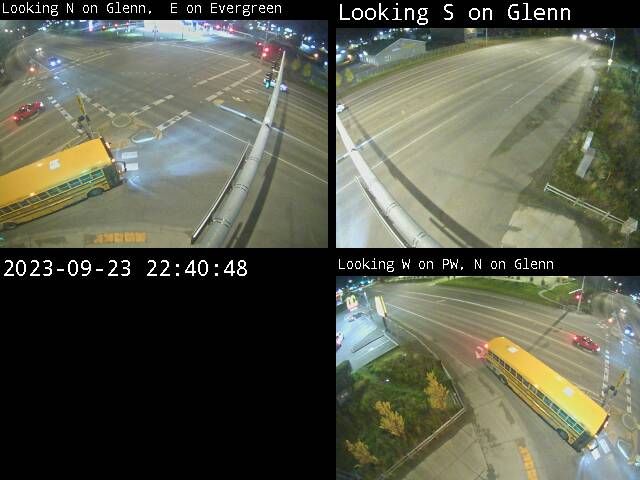 Looking N on Glenn, E on Evergreen
Looking S on Glenn
2023-09-23 22:40:48
Looking W on PW, N on Glenn